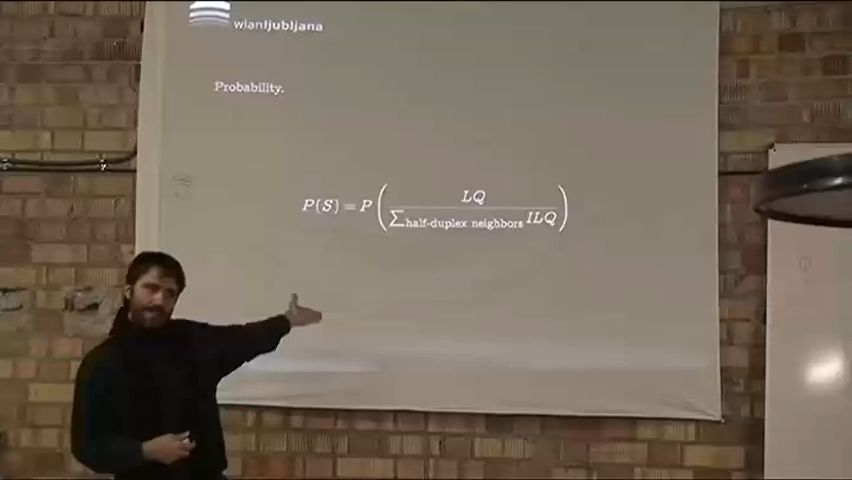 wlanljubljana
Probability.
P(S) = P ( LQ / ∑half-duplex neighbors ILQ )